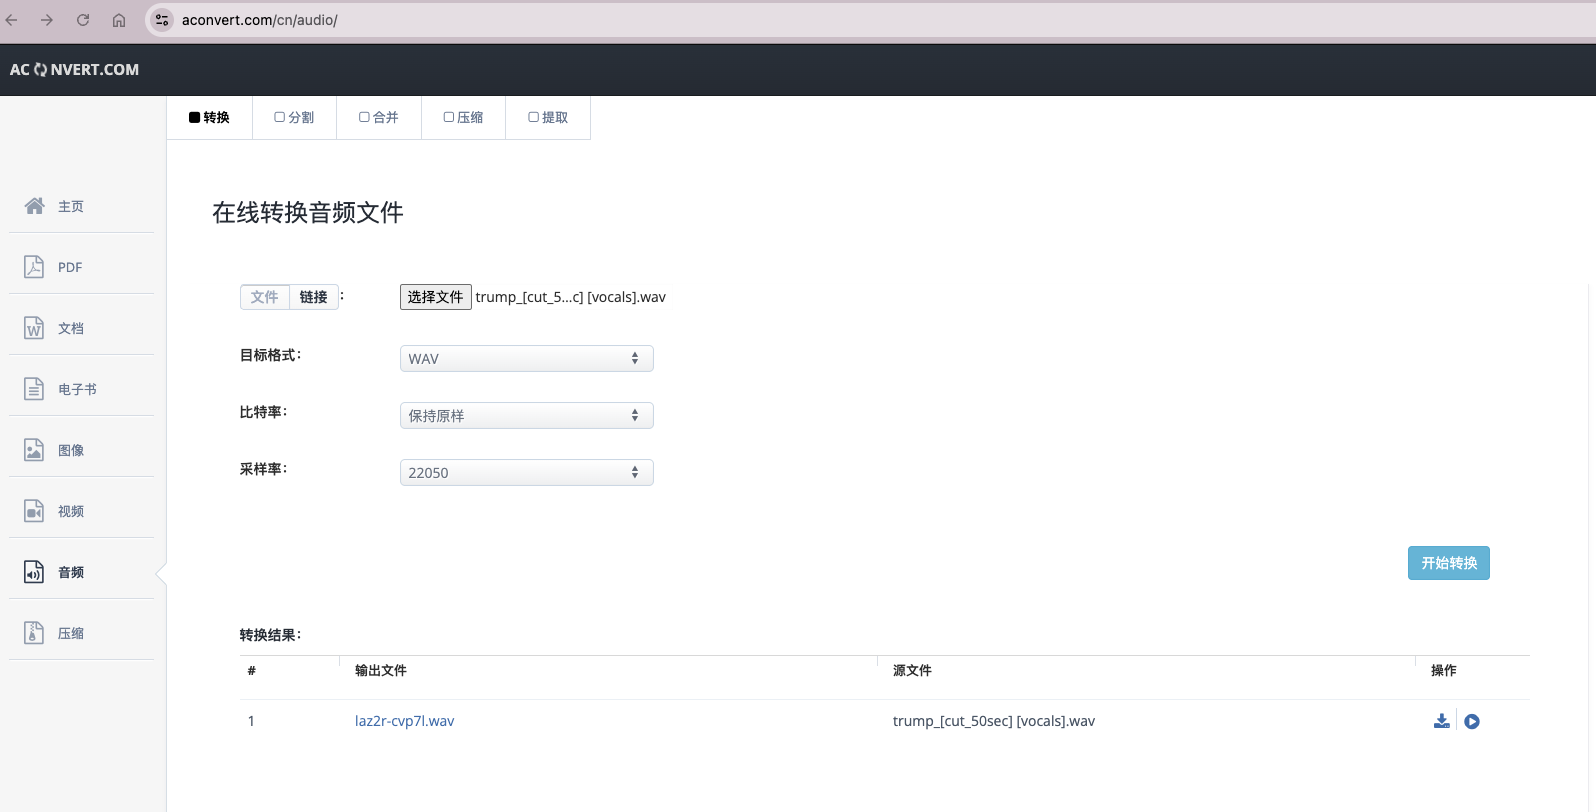 aconvert.com/cn/audio/
AC NVERT.COM
转换
分割
合并
压缩
提取
主页
PDF
文档
电子书
图像
视频
音频
压缩
在线转换音频文件
文件 链接 : 选择文件 trump_[cut_5...c] [vocals].wav
目标格式: WAV
比特率: 保持原样
采样率: 22050
开始转换
转换结果:
# 输出文件 源文件 操作
1 laz2r-cvp7l.wav trump_[cut_50sec] [vocals].wav